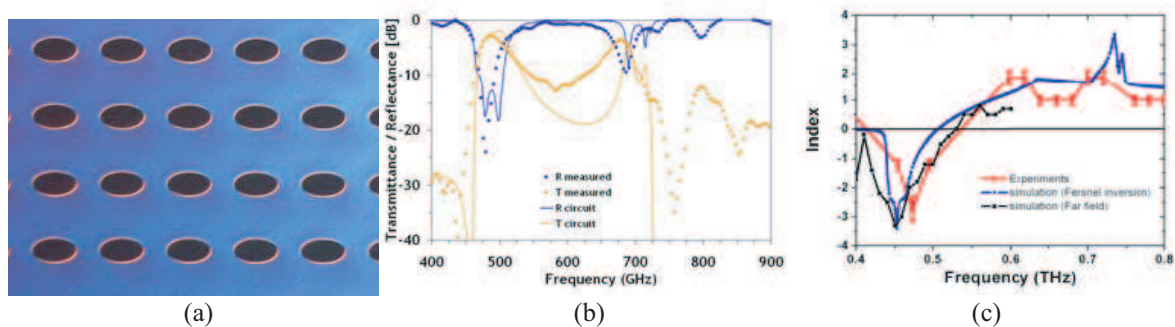 Transmittance / Reflectance [dB]
0
-10
-20
-30
-40
R measured
T measured
R circuit
T circuit
400 500 600 700 800 900
Frequency (GHz)
Index
4
3
2
1
0
-1
-2
-3
-4
Experiments
simulation (Fersnel inversion)
simulation (Far field)
0.4 0.5 0.6 0.7 0.8
Frequency (THz)
(a) (b) (c)